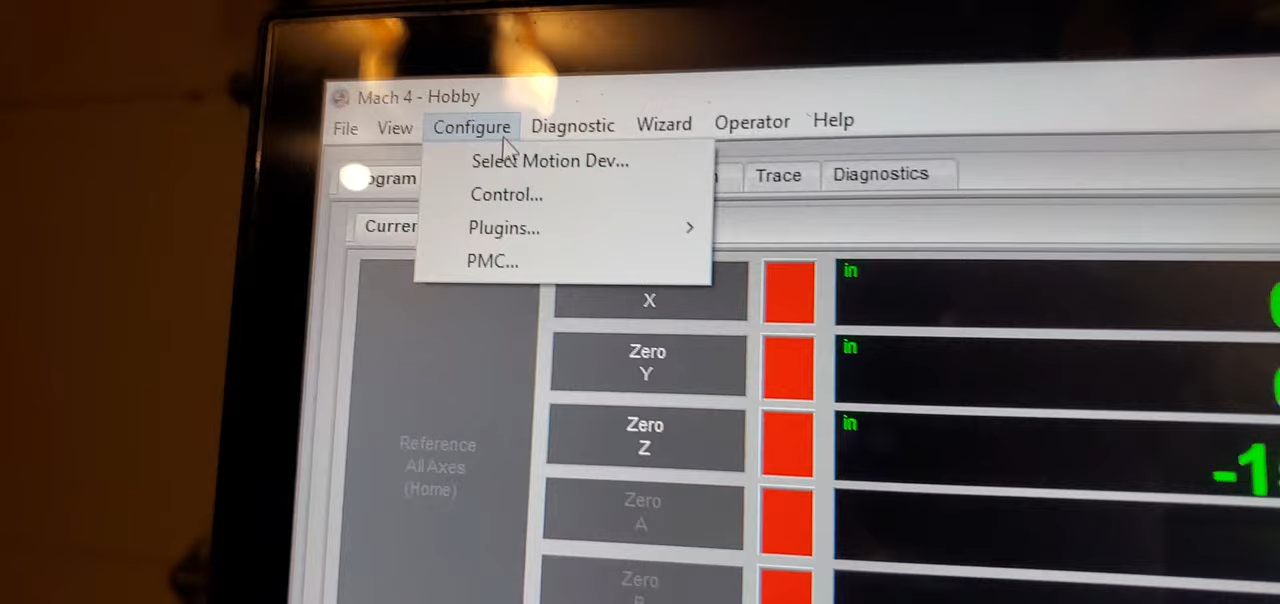 Mach 4 - Hobby
File View Configure Diagnostic Wizard Operator Help
Select Motion Dev...
Control...
Plugins...
PMC...
Trace Diagnostics
in
X
Zero
Y
in
Zero
Z
in
-1
Reference
All Axes
(Home)
Zero
A
Zero